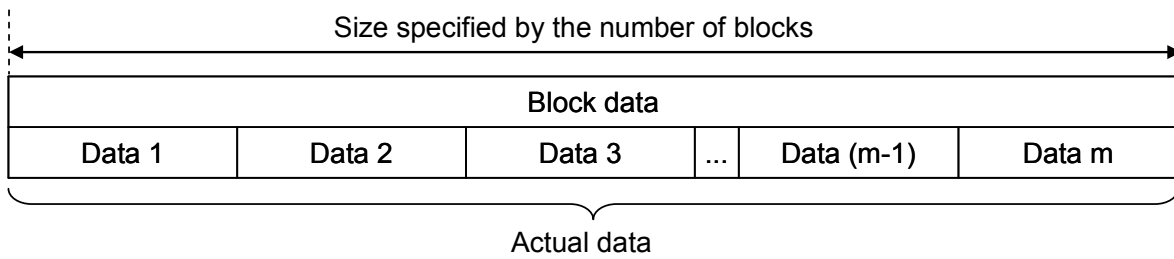 Size specified by the number of blocks
Block data
Data 1 Data 2 Data 3 ... Data (m-1) Data m
Actual data